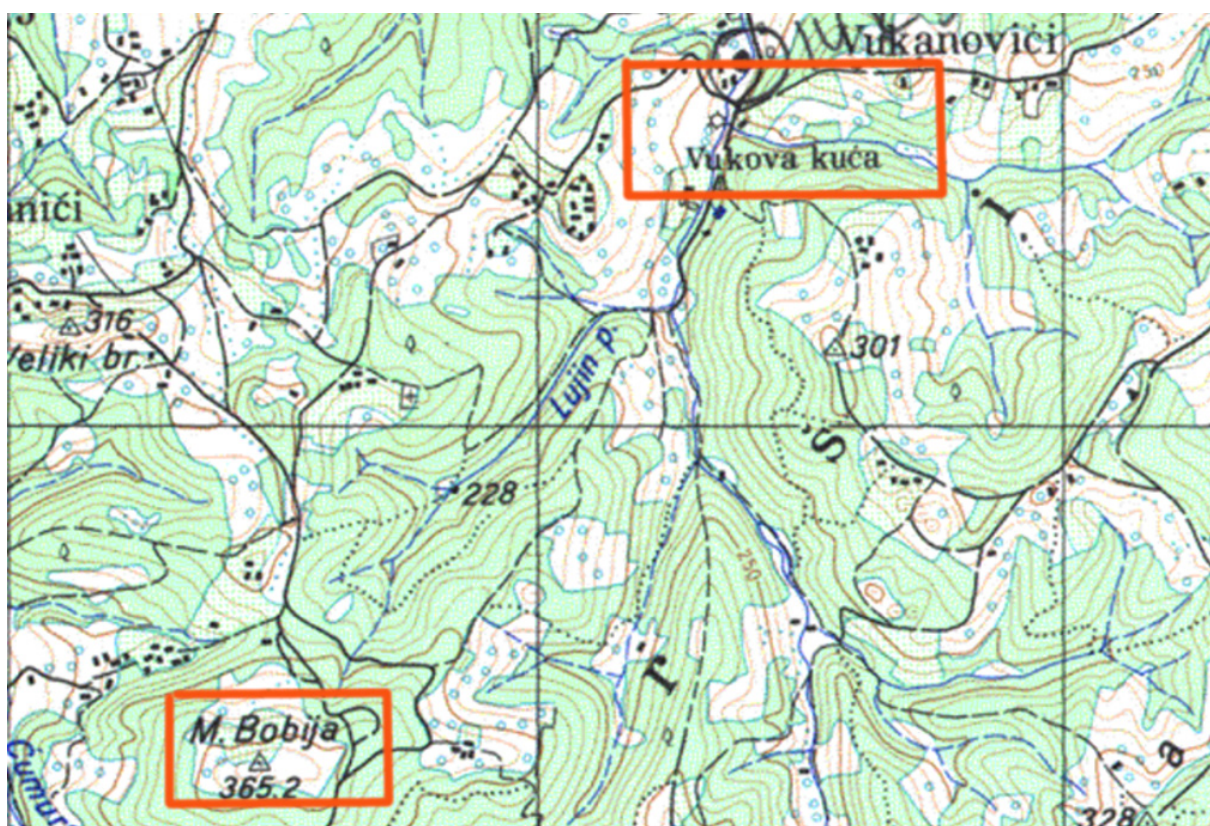 Vukanovići
250
Vukova kuća
nići
316
Veliki br.
301
Lujin p.
228
250
S
r
M. Bobija
365.2
a
328